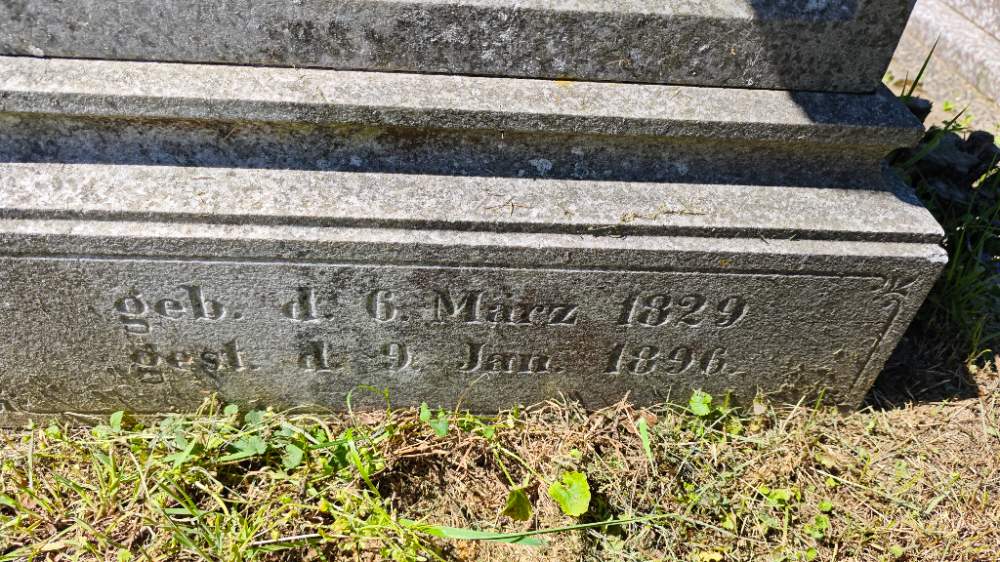 geb. d. 6. März 1829
gest. d. 9. Jan. 1896.